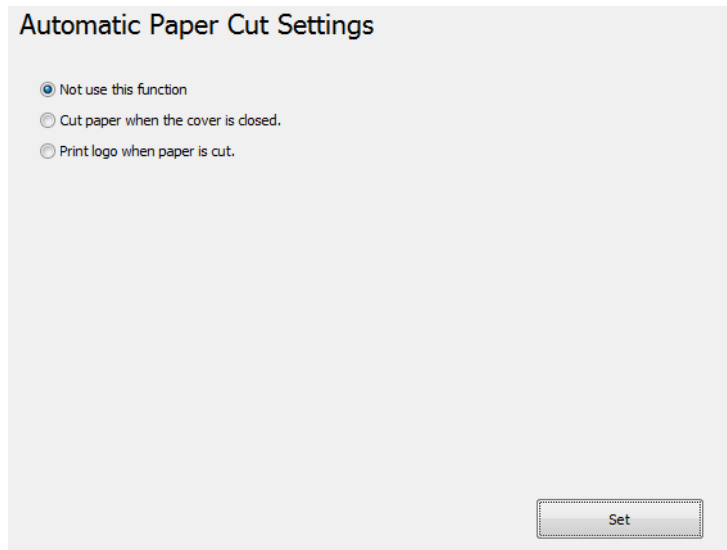 Automatic Paper Cut Settings
Not use this function
Cut paper when the cover is closed.
Print logo when paper is cut.
Set